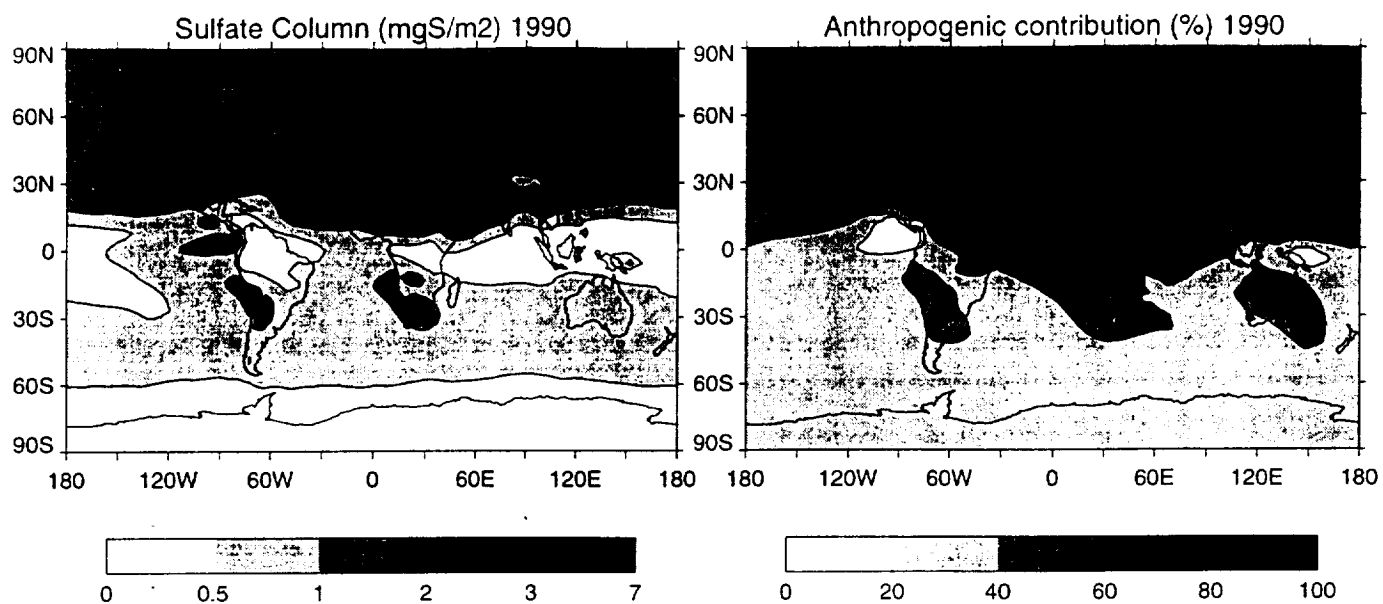 Sulfate Column (mgS/m2) 1990
90N
60N
30N
0
30S
60S
90S
180 120W 60W 0 60E 120E 180
0 0.5 1 2 3 7
Anthropogenic contribution (%) 1990
90N
60N
30N
0
30S
60S
90S
180 120W 60W 0 60E 120E 180
0 20 40 60 80 100